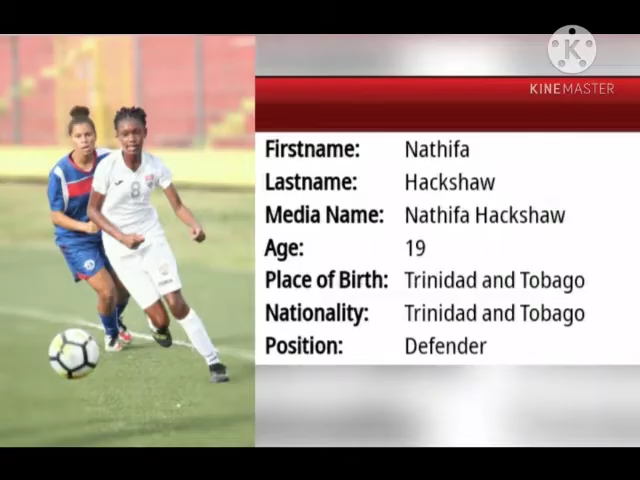 KINEMASTER
Firstname: Nathifa
Lastname: Hackshaw
Media Name: Nathifa Hackshaw
Age: 19
Place of Birth: Trinidad and Tobago
Nationality: Trinidad and Tobago
Position: Defender
8